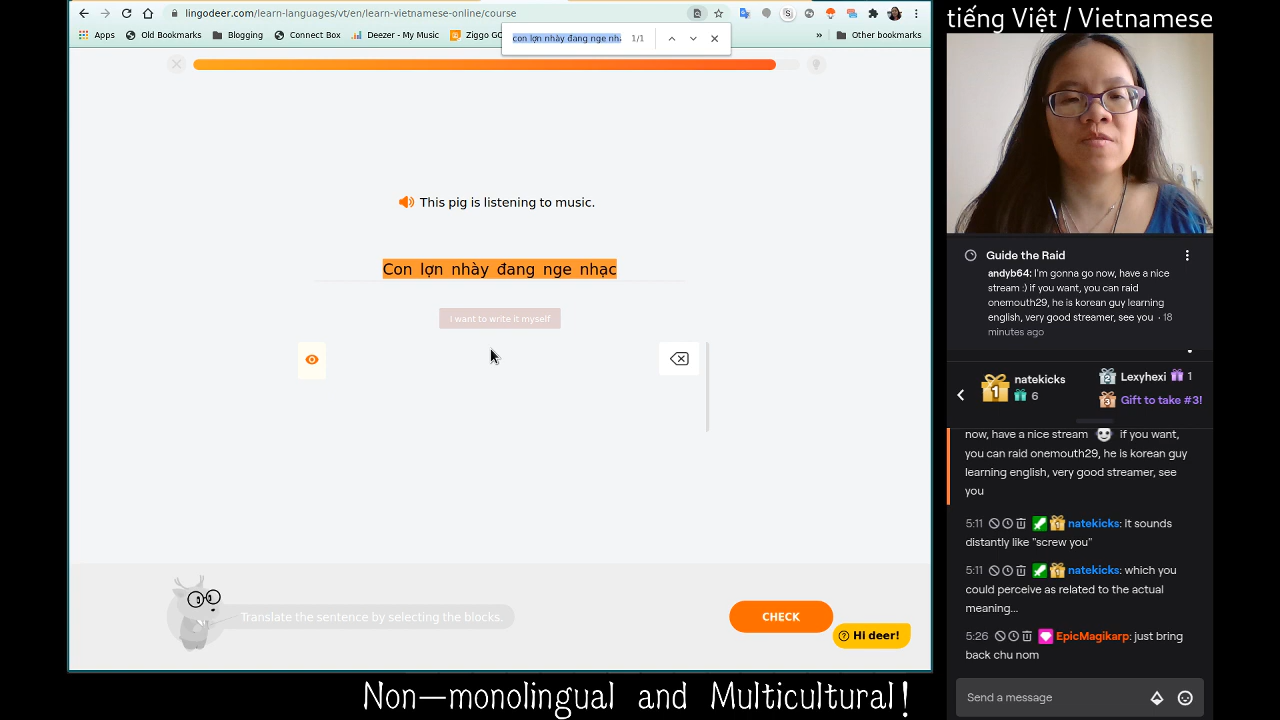 lingodeer.com/learn-languages/vt/en/learn-vietnamese-online/course
Apps
Old Bookmarks
Blogging
Connect Box
Deezer - My Music
Ziggo GO
con lợn nhày đang nge nhạ
1/1
»
Other bookmarks
This pig is listening to music.
Con lợn nhày đang nge nhạc
I want to write it myself
Translate the sentence by selecting the blocks.
CHECK
Hi deer!
Non—monolingual and Multicultural!
tiếng Việt / Vietnamese
Guide the Raid
andyb64: I'm gonna go now, have a nice
stream :) if you want, you can raid
onemouth29, he is korean guy learning
english, very good streamer, see you · 18
minutes ago
1
natekicks
6
Lexyhexi 1
Gift to take #3!
now, have a nice stream if you want,
you can raid onemouth29, he is korean guy
learning english, very good streamer, see
you
5:11 natekicks: it sounds
distantly like "screw you"
5:11 natekicks: which you
could perceive as related to the actual
meaning...
5:26 EpicMagikarp: just bring
back chu nom
Send a message